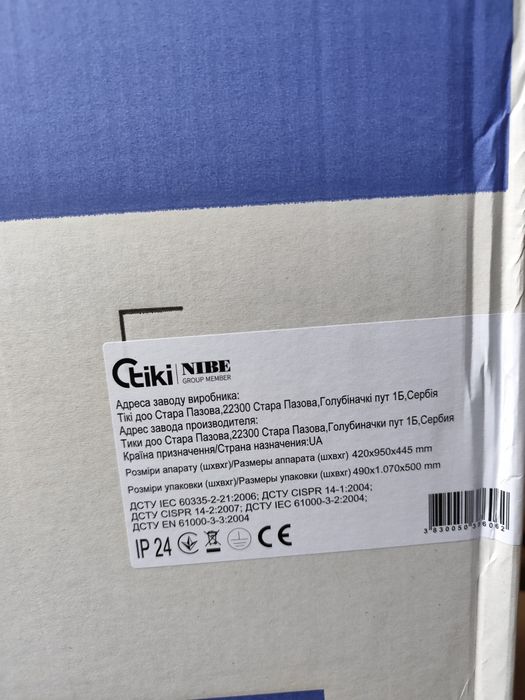 tiki NIBE
GROUP MEMBER
Адреса заводу виробника:
Тікі доо Стара Пазова,22300 Стара Пазова,Голубіначкі пут 1Б,Сербія
Адрес завода производителя:
Тики доо Стара Пазова,22300 Стара Пазова,Голубиначки пут 1Б,Сербия
Країна призначення/Страна назначения:UA
Розміри апарату (шхвхг)/Размеры аппарата (шхвхг) 420x950x445 mm
Розміри упаковки (шхвхг)/Размеры упаковки (шхвхг) 490x1.070x500 mm
ДСТУ IEC 60335-2-21:2006; ДСТУ CISPR 14-1:2004;
ДСТУ CISPR 14-2:2007; ДСТУ IEC 61000-3-2:2004;
ДСТУ EN 61000-3-3:2004
IP 24 CE